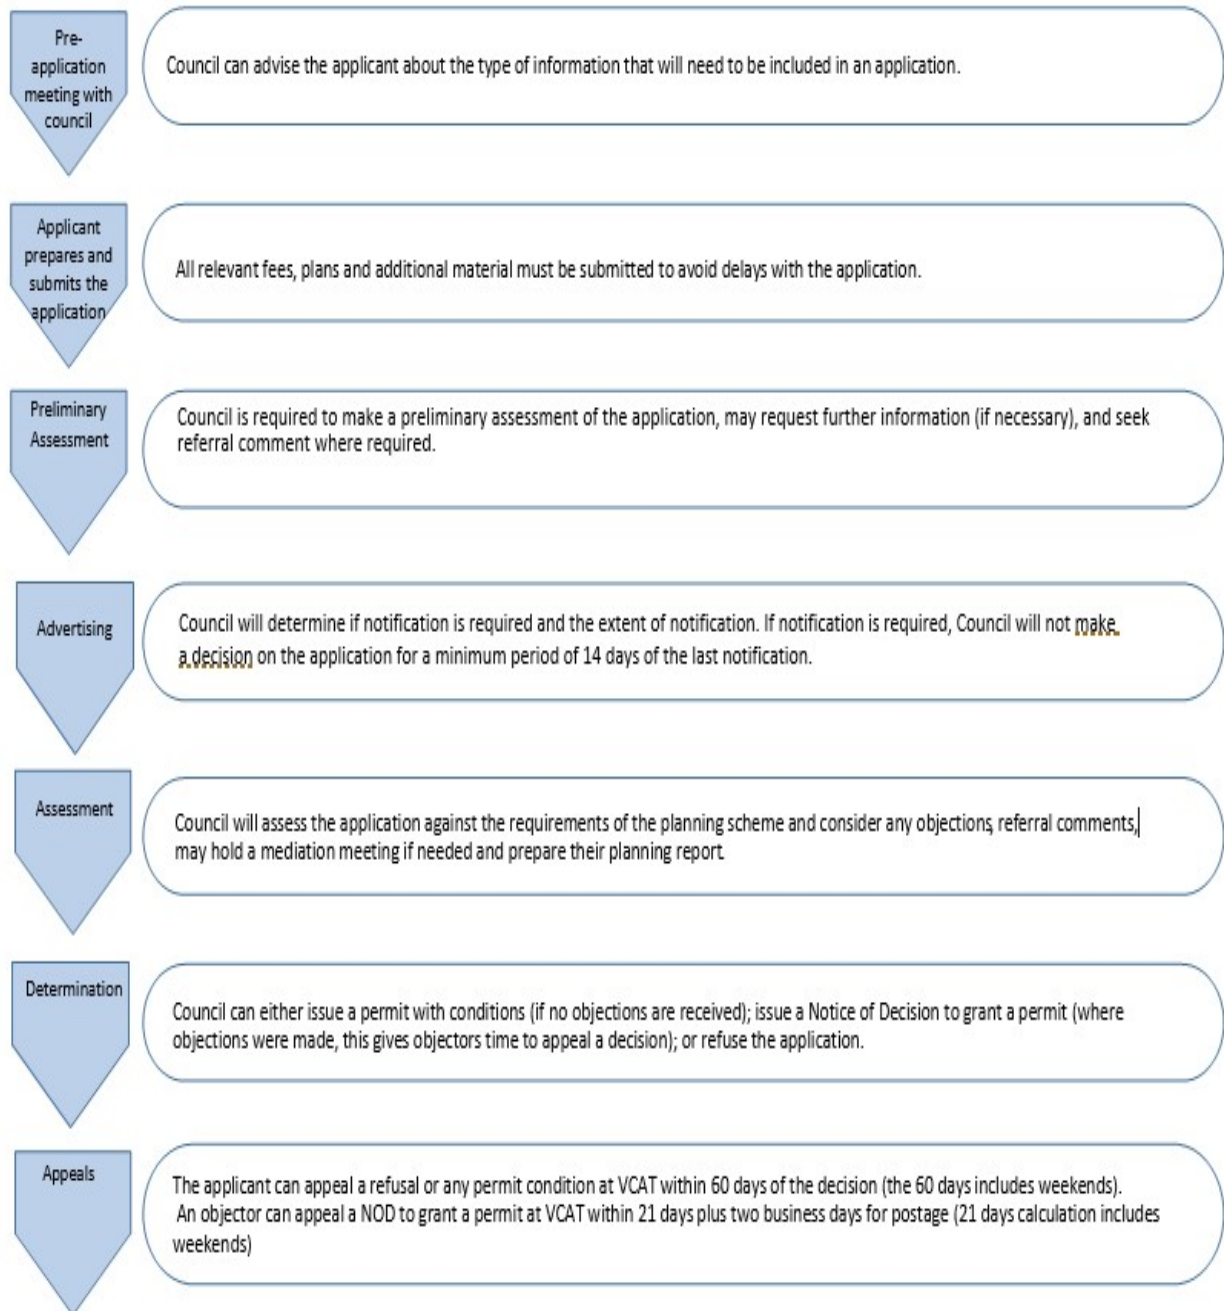 Pre-
application
meeting with
council
Council can advise the applicant about the type of information that will need to be included in an application.
Applicant
prepares and
submits the
application
All relevant fees, plans and additional material must be submitted to avoid delays with the application.
Preliminary
Assessment
Council is required to make a preliminary assessment of the application, may request further information (if necessary), and seek
referral comment where required.
Advertising
Council will determine if notification is required and the extent of notification. If notification is required, Council will not make
a decision on the application for a minimum period of 14 days of the last notification.
Assessment
Council will assess the application against the requirements of the planning scheme and consider any objections, referral comments,
may hold a mediation meeting if needed and prepare their planning report.
Determination
Council can either issue a permit with conditions (if no objections are received); issue a Notice of Decision to grant a permit (where
objections were made, this gives objectors time to appeal a decision); or refuse the application.
Appeals
The applicant can appeal a refusal or any permit condition at VCAT within 60 days of the decision (the 60 days includes weekends).
An objector can appeal a NOD to grant a permit at VCAT within 21 days plus two business days for postage (21 days calculation includes
weekends)